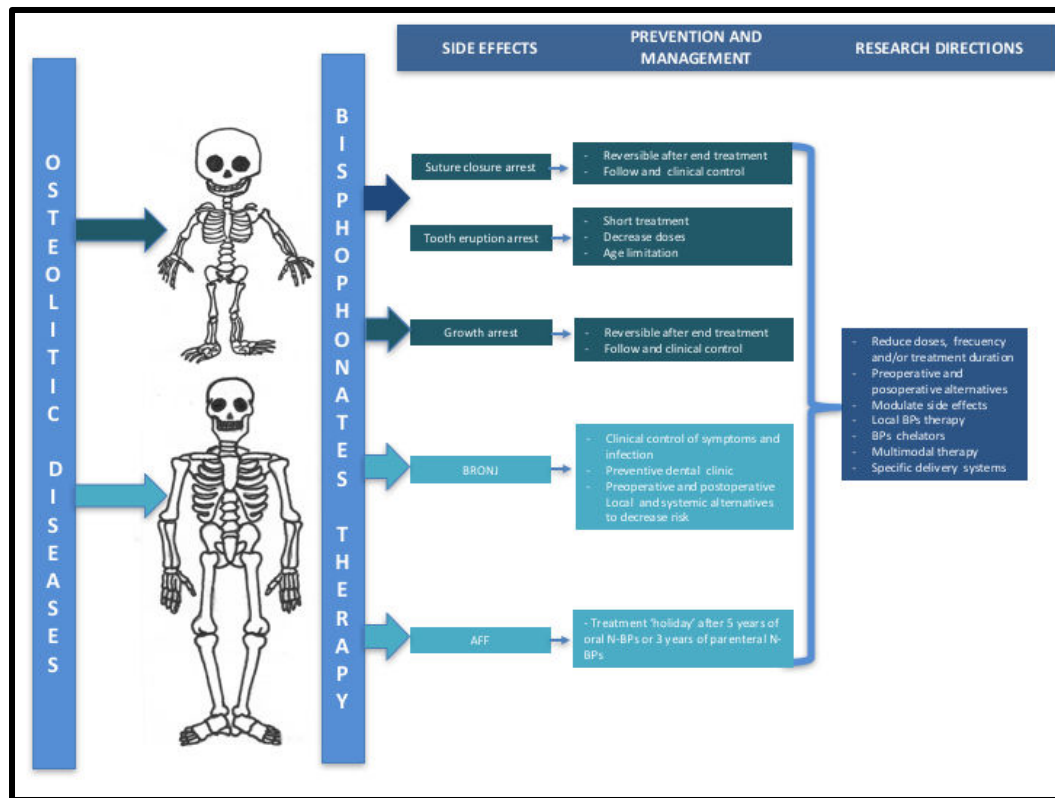 SIDE EFFECTS
PREVENTION AND
MANAGEMENT
RESEARCH DIRECTIONS
OSTEOLITIC DISEASES
BISPHOPHONATES THERAPY
Suture closure arrest
- Reversible after end treatment
- Follow and clinical control
Tooth eruption arrest
- Short treatment
- Decrease doses
- Age limitation
Growth arrest
- Reversible after end treatment
- Follow and clinical control
BRONJ
- Clinical control of symptoms and
infection
- Preventive dental clinic
- Preoperative and postoperative
Local and systemic alternatives
to decrease risk
AFF
- Treatment ‘holiday’ after 5 years of
oral N-BPs or 3 years of parenteral N-
BPs
- Reduce doses, frecuency
and/or treatment duration
- Preoperative and
posoperative alternatives
- Modulate side effects
- Local BPs therapy
- BPs chelators
- Multimodal therapy
- Specific delivery systems